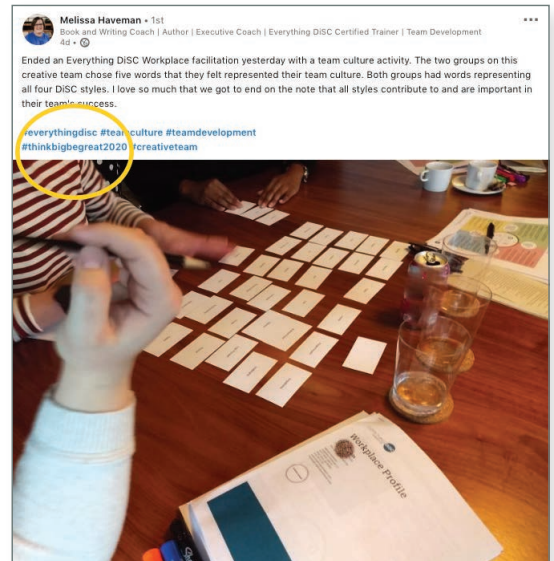 Melissa Haveman • 1st
Book and Writing Coach | Author | Executive Coach | Everything DiSC Certified Trainer | Team Development
4d •
Ended an Everything DiSC Workplace facilitation yesterday with a team culture activity. The two groups on this
creative team chose five words that they felt represented their team culture. Both groups had words representing
all four DiSC styles. I love so much that we got to end on the note that all styles contribute to and are important in
their team's success.
#everythingdisc #teamculture #teamdevelopment
#thinkbigbegreat2020 #creativeteam
Workplace Profile